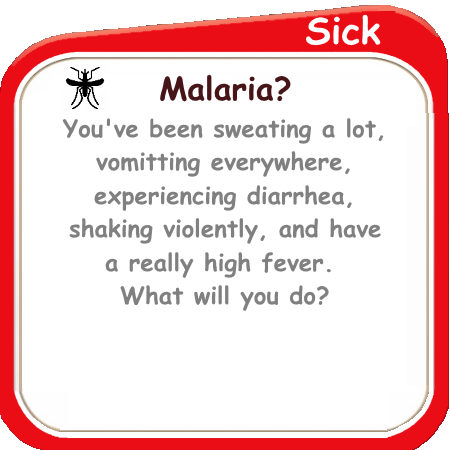 Sick
Malaria?
You've been sweating a lot,
vomitting everywhere,
experiencing diarrhea,
shaking violently, and have
a really high fever.
What will you do?